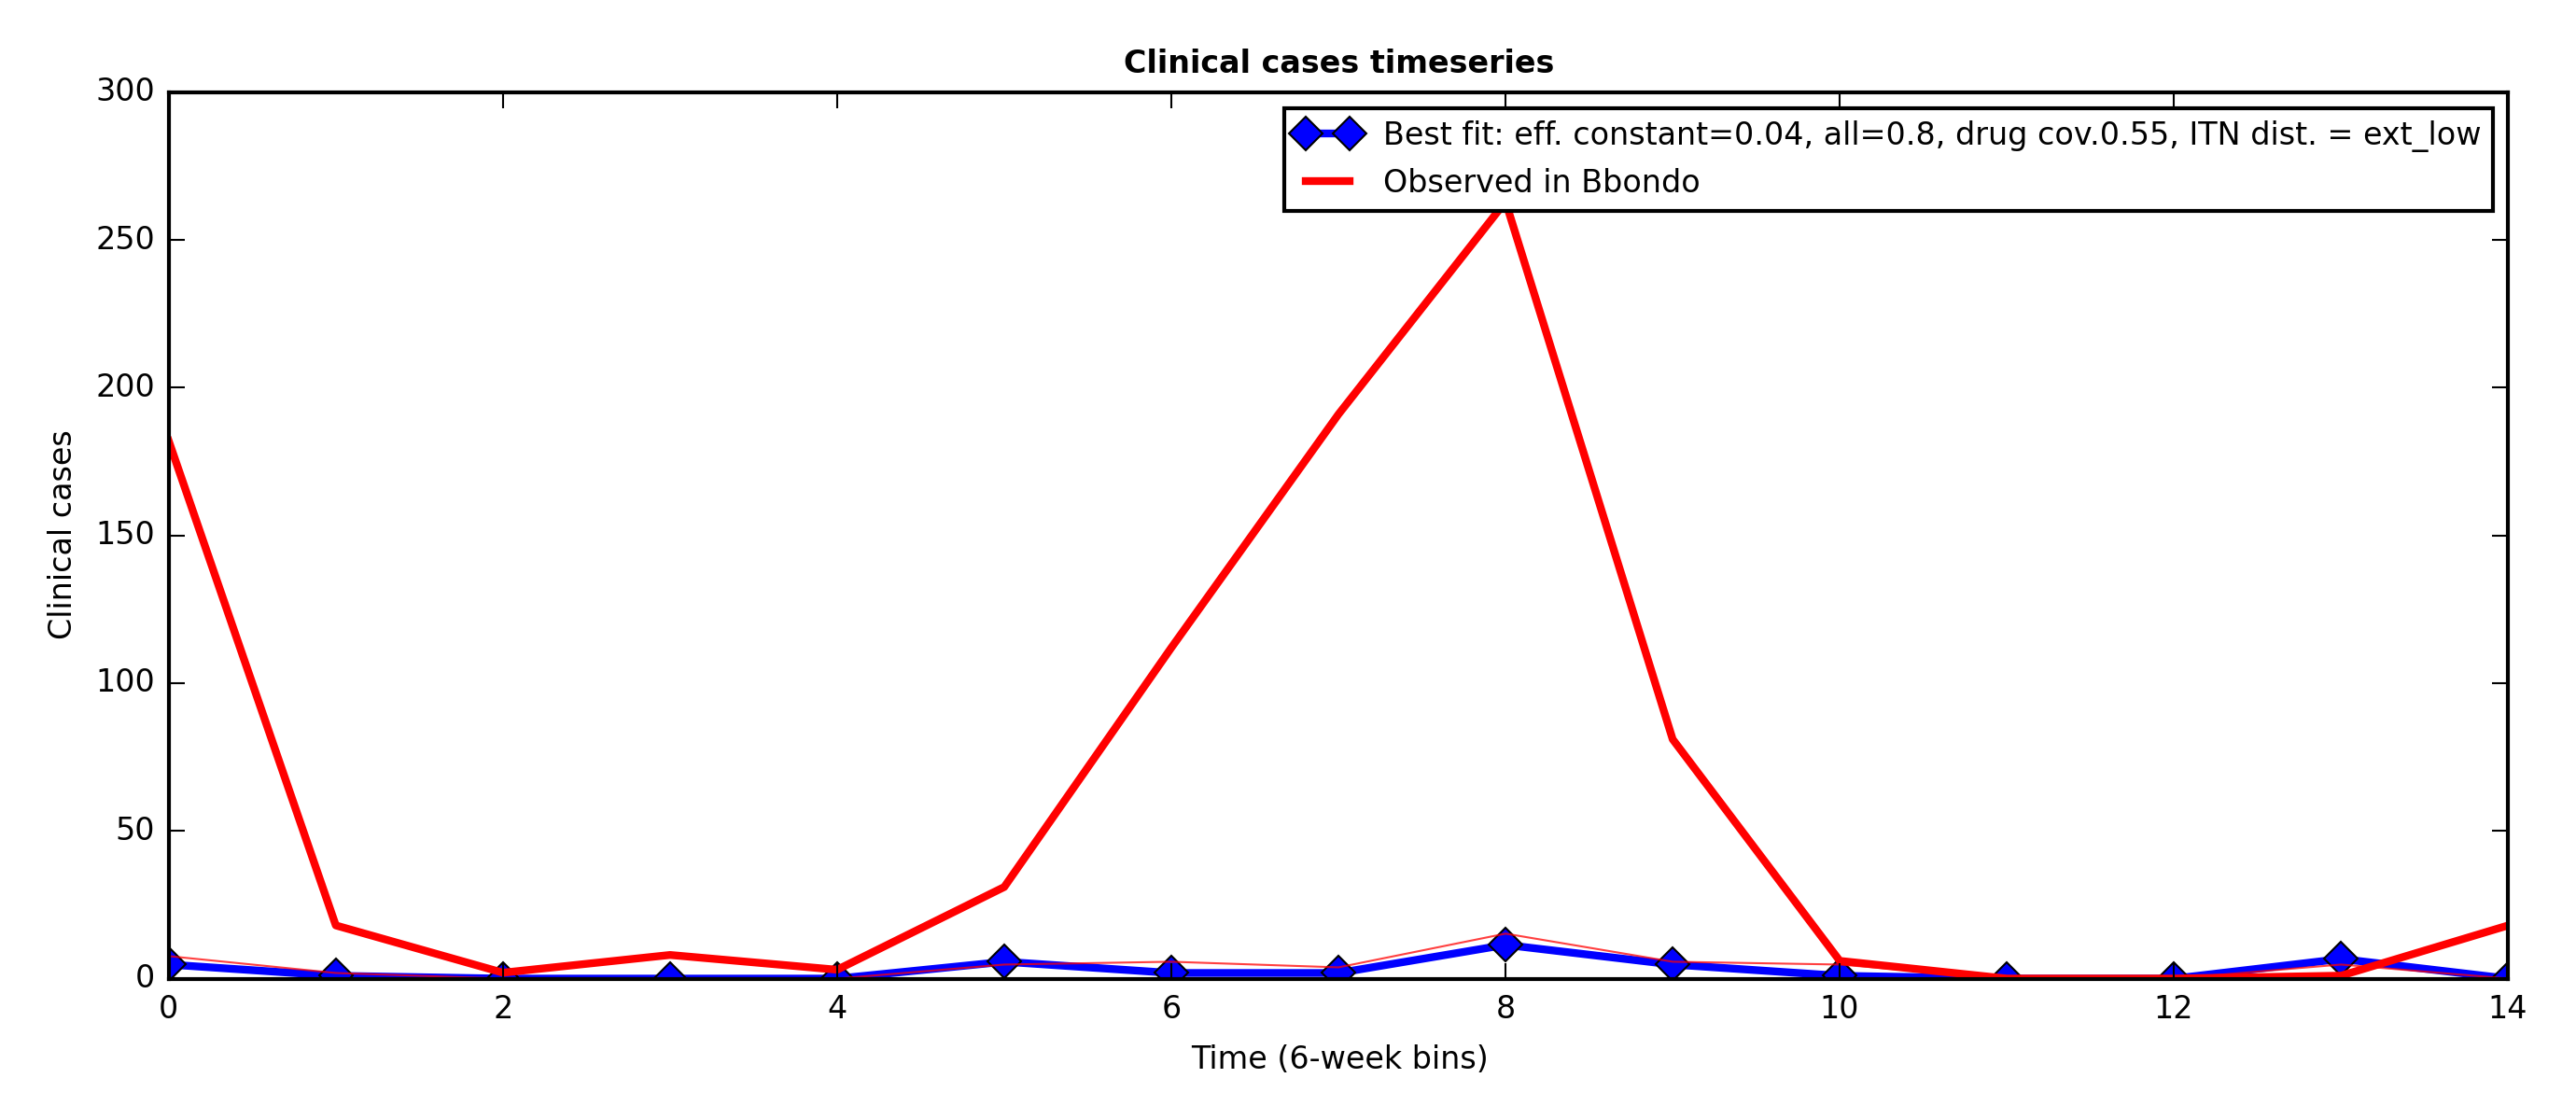 Clinical cases timeseries
300
250
200
150
100
50
0
Clinical cases
Best fit: eff. constant=0.04, all=0.8, drug cov.0.55, ITN dist. = ext_low
Observed in Bbondo
0 2 4 6 8 10 12 14
Time (6-week bins)